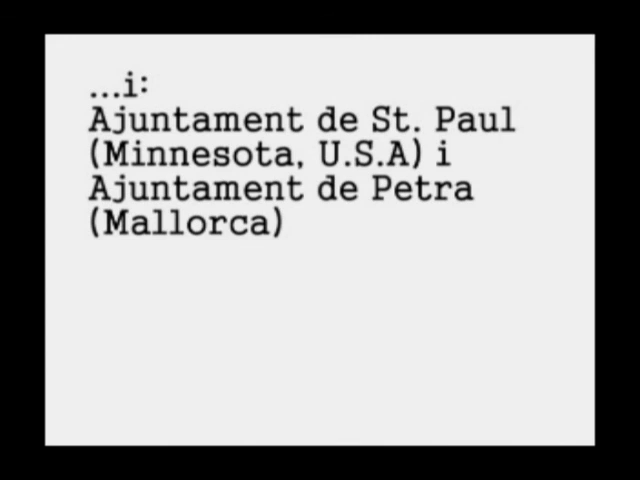 ...i:
Ajuntament de St. Paul
(Minnesota, U.S.A) i
Ajuntament de Petra
(Mallorca)